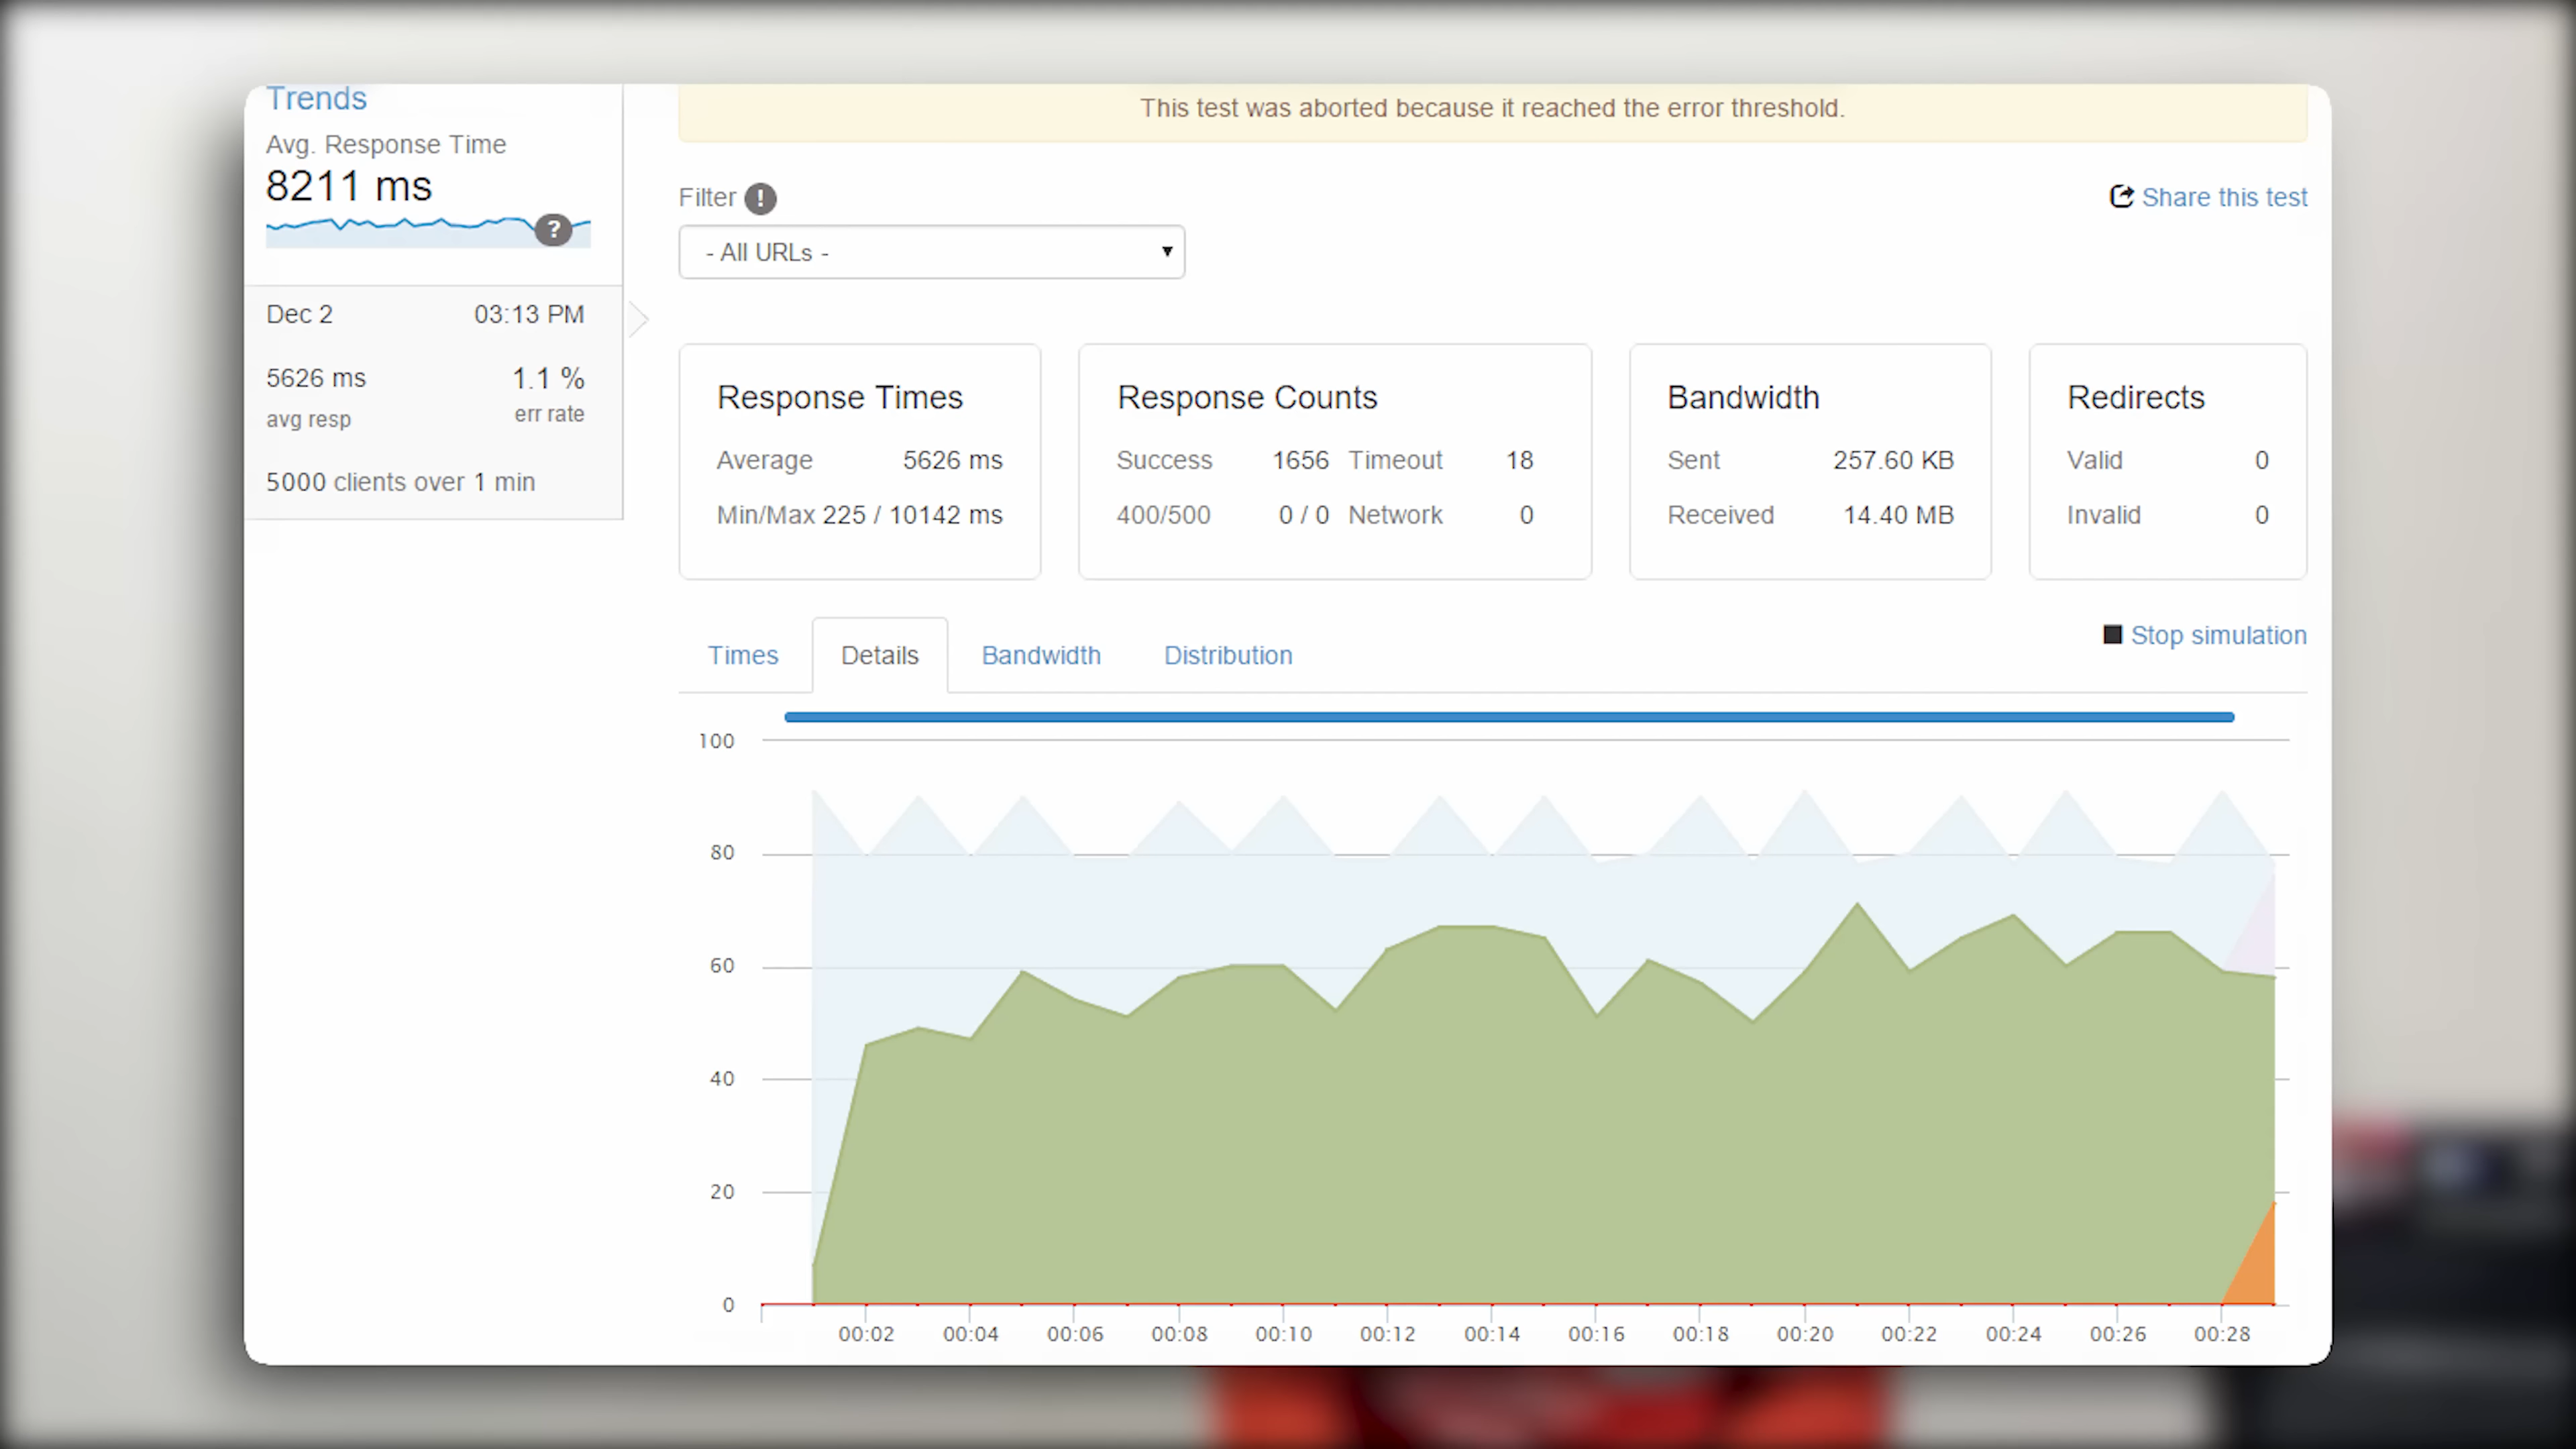 Trends
Avg. Response Time
8211 ms
?
Dec 2 03:13 PM
5626 ms 1.1 %
avg resp err rate
5000 clients over 1 min
This test was aborted because it reached the error threshold.
Filter !
Share this test
- All URLs -
Response Times
Average 5626 ms
Min/Max 225 / 10142 ms
Response Counts
Success 1656 Timeout 18
400/500 0 / 0 Network 0
Bandwidth
Sent 257.60 KB
Received 14.40 MB
Redirects
Valid 0
Invalid 0
Times Details Bandwidth Distribution
Stop simulation
100
80
60
40
20
0
00:02 00:04 00:06 00:08 00:10 00:12 00:14 00:16 00:18 00:20 00:22 00:24 00:26 00:28